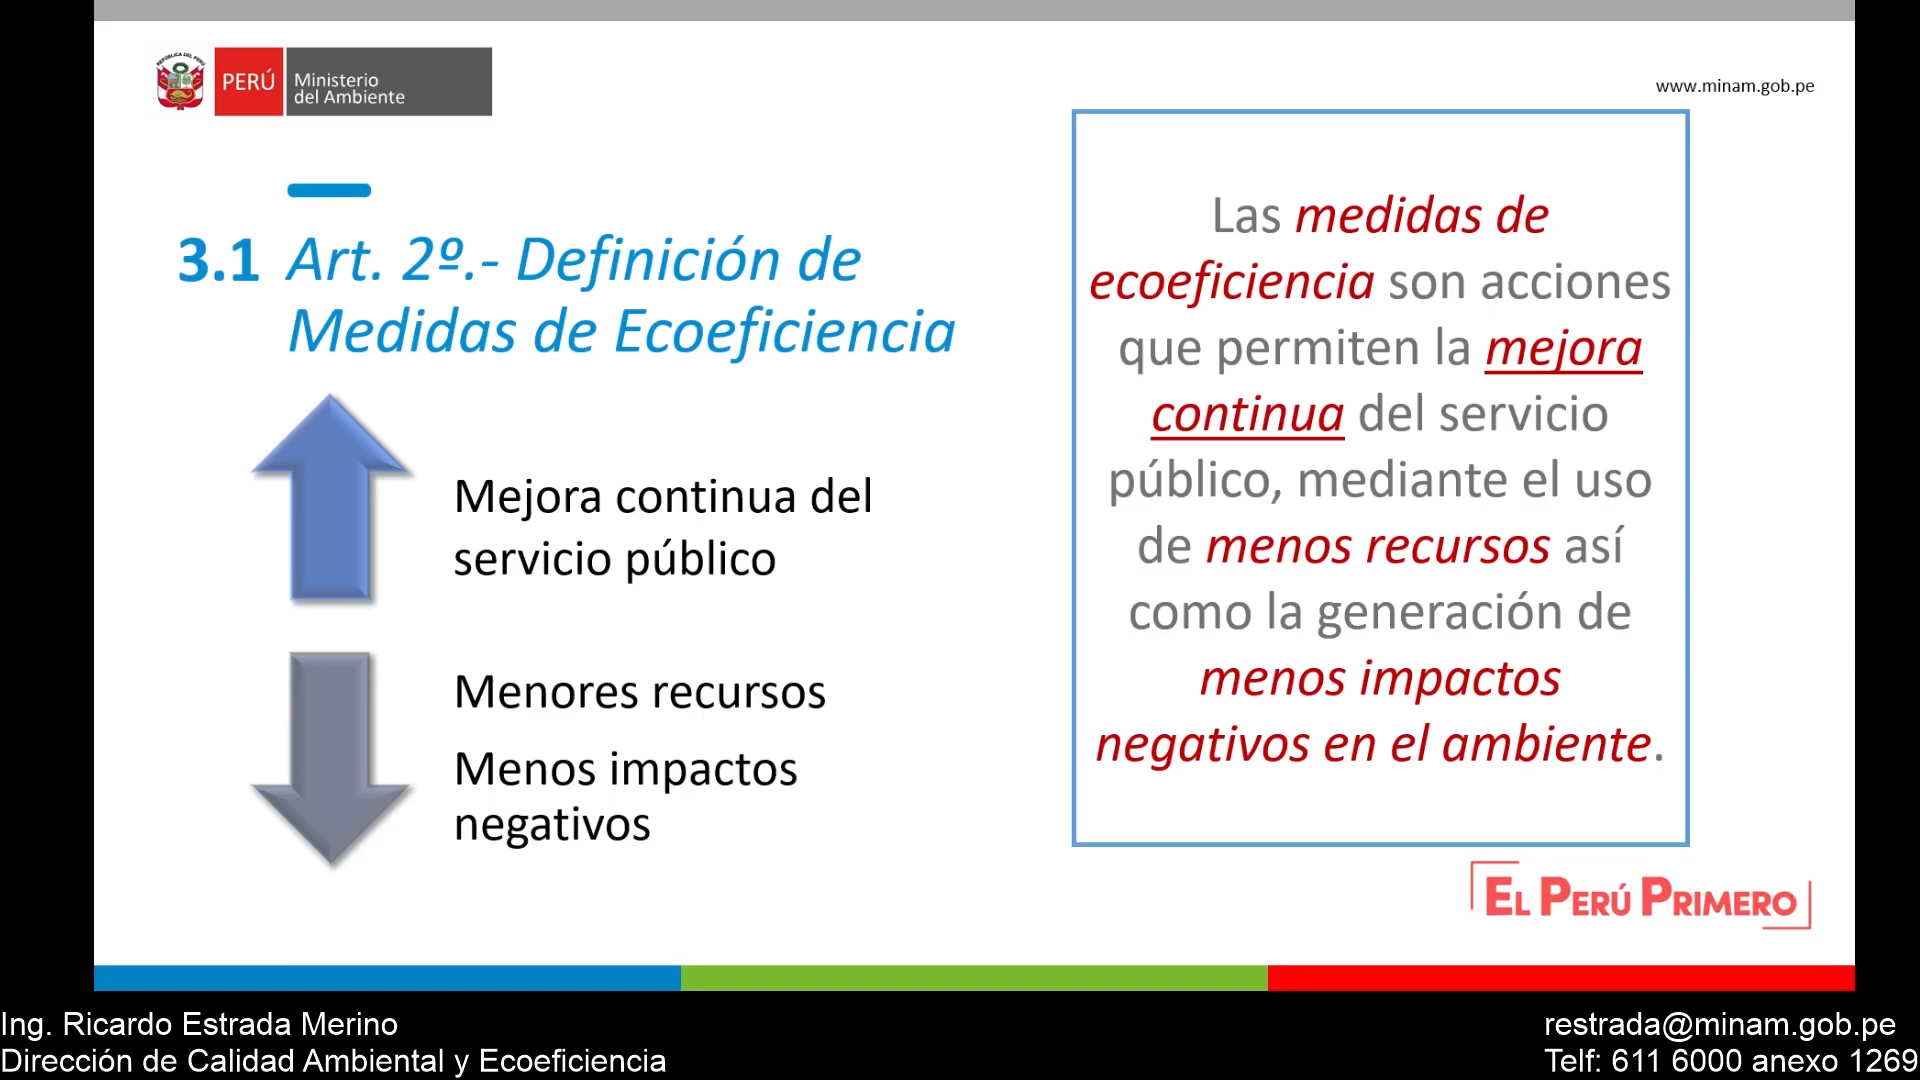 REPÚBLICA DEL PERÚ
PERÚ
Ministerio
del Ambiente
www.minam.gob.pe
3.1 Art. 2º.- Definición de
Medidas de Ecoeficiencia
Mejora continua del
servicio público
Menores recursos
Menos impactos
negativos
Las medidas de
ecoeficiencia son acciones
que permiten la mejora
continua del servicio
público, mediante el uso
de menos recursos así
como la generación de
menos impactos
negativos en el ambiente.
EL PERÚ PRIMERO
Ing. Ricardo Estrada Merino
Dirección de Calidad Ambiental y Ecoeficiencia
restrada@minam.gob.pe
Telf: 611 6000 anexo 1269